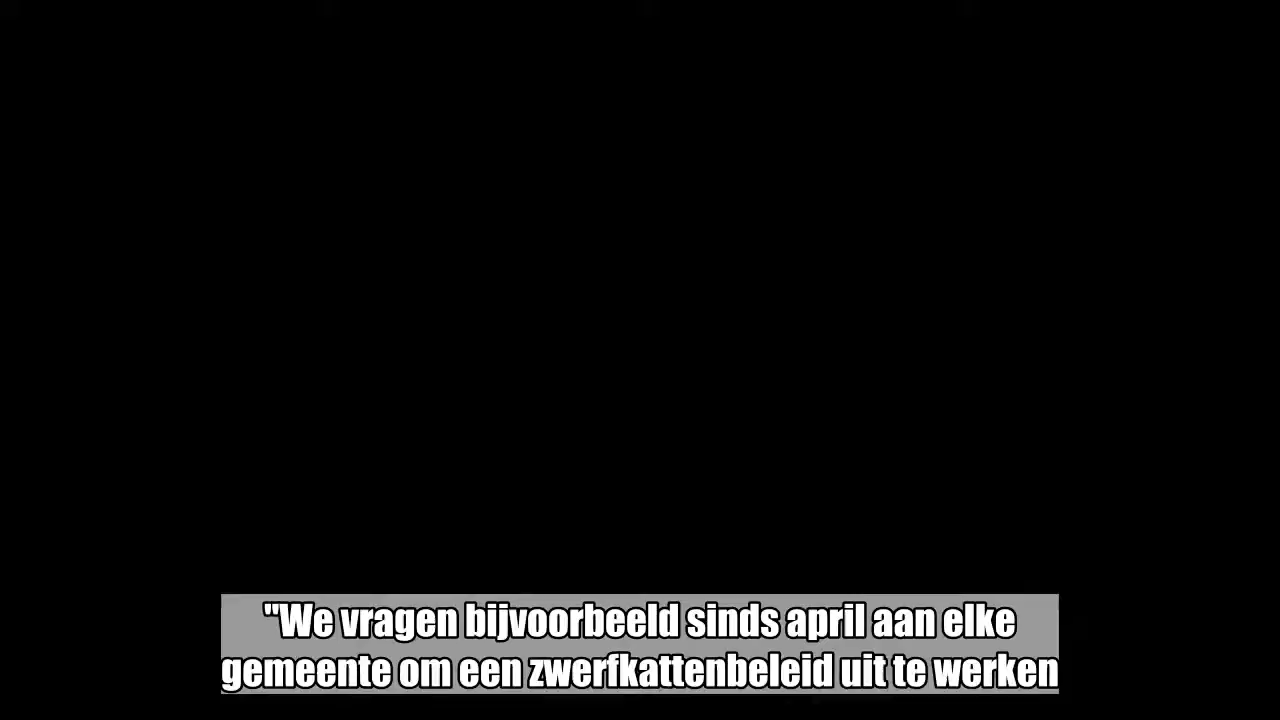 "We vragen bijvoorbeeld sinds april aan elke
gemeente om een zwerfkattenbeleid uit te werken